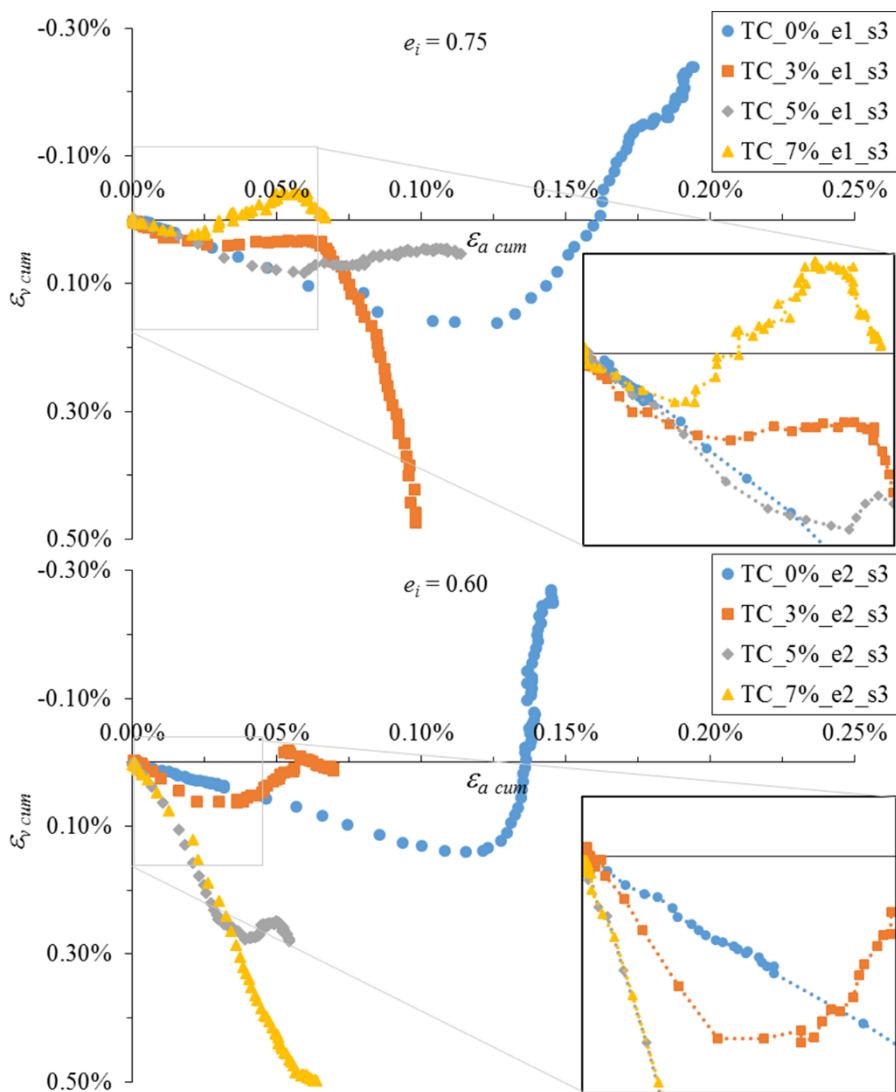 -0.30%
e_i = 0.75
TC_0%_e1_s3
TC_3%_e1_s3
TC_5%_e1_s3
TC_7%_e1_s3
-0.10%
0.00% 0.05% 0.10% 0.15% 0.20% 0.25%
ε_a cum
ε_v cum
0.10%
0.30%
0.50%
-0.30%
e_i = 0.60
TC_0%_e2_s3
TC_3%_e2_s3
TC_5%_e2_s3
TC_7%_e2_s3
-0.10%
0.00% 0.05% 0.10% 0.15% 0.20% 0.25%
ε_a cum
ε_v cum
0.10%
0.30%
0.50%